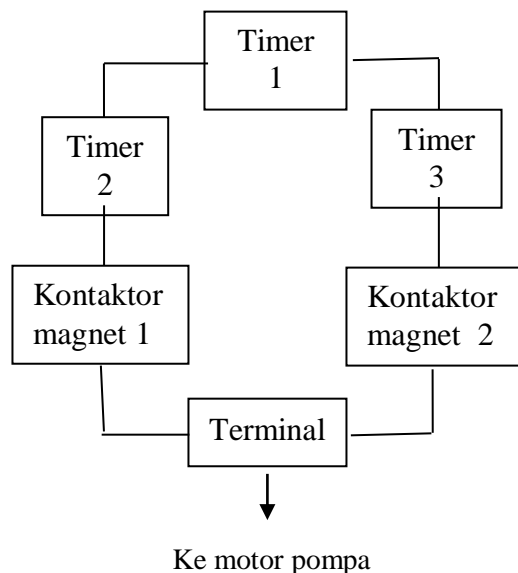 Timer
1
Timer
2
Timer
3
Kontaktor
magnet 1
Kontaktor
magnet 2
Terminal
Ke motor pompa